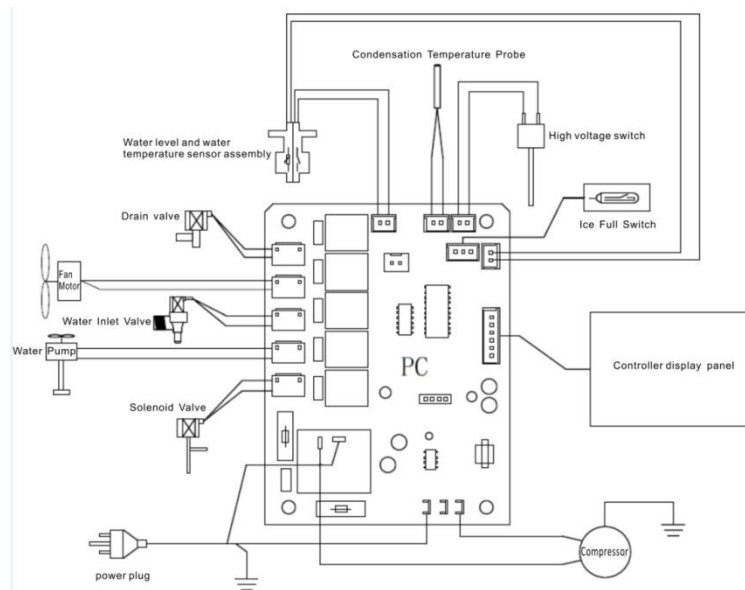 Condensation Temperature Probe
High voltage switch
Water level and water
temperature sensor assembly
Ice Full Switch
Drain valve
Fan
Motor
Water Inlet Valve
Water Pump
Solenoid Valve
PC
Controller display panel
Compressor
power plug